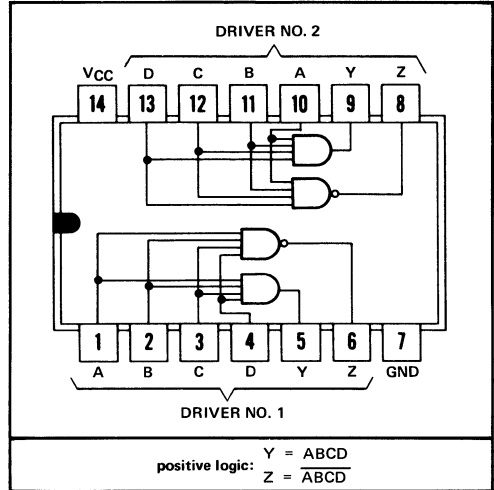 DRIVER NO. 2
VCC D C B A Y Z
14 13 12 11 10 9 8
1 2 3 4 5 6 7
A B C D Y Z GND
DRIVER NO. 1
positive logic: Y = ABCD
Z = A̅B̅C̅D̅